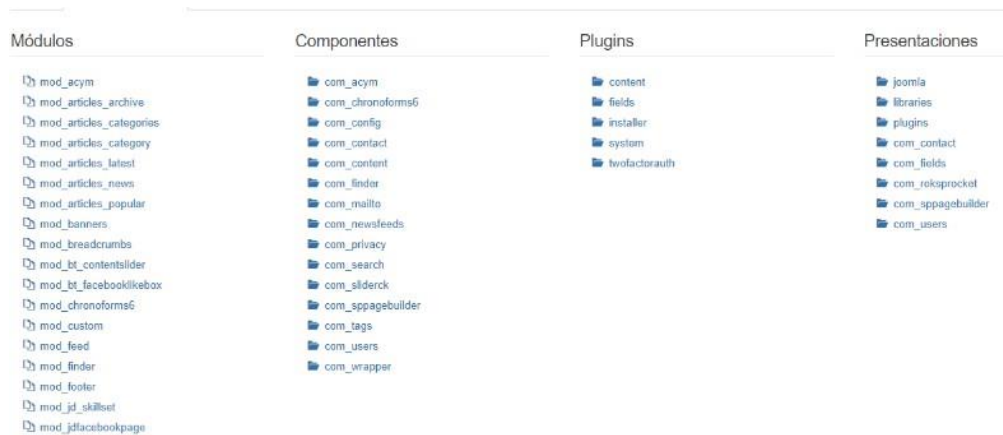 Módulos
mod_acym
mod_articles_archive
mod_articles_categories
mod_articles_category
mod_articles_latest
mod_articles_news
mod_articles_popular
mod_banners
mod_breadcrumbs
mod_bt_contentslider
mod_bt_facebooklikebox
mod_chronoforms6
mod_custom
mod_feed
mod_finder
mod_footer
mod_jd_skillset
mod_jdfacebookpage
Componentes
com_acym
com_chronoforms6
com_config
com_contact
com_content
com_finder
com_mailto
com_newsfeeds
com_privacy
com_search
com_sliderck
com_sppagebuilder
com_tags
com_users
com_wrapper
Plugins
content
fields
installer
system
twofactorauth
Presentaciones
joomla
libraries
plugins
com_contact
com_fields
com_roksprocket
com_sppagebuilder
com_users